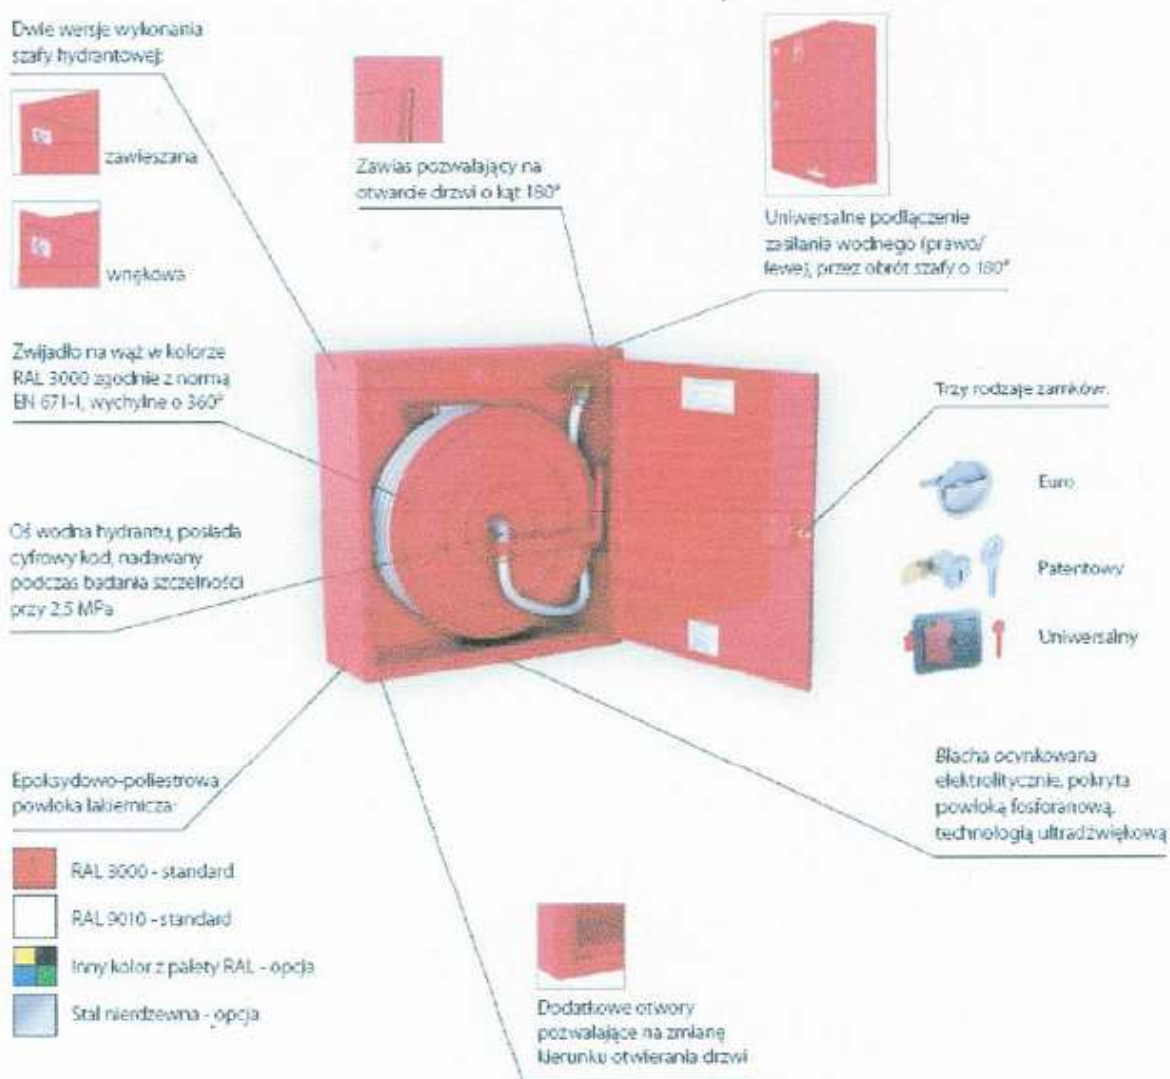 Dwie wersje wykonania
szafy hydrantowej:
zawieszana
wnękowa
Zawias pozwalający na
otwarcie drzwi o kąt 180°
Uniwersalne podłączenie
zasilania wodnego (prawo/
lewe), przez obrót szafy o 180°
Zwijadło na wąż w kolorze
RAL 3000 zgodnie z normą
EN 671-1, wychylne o 360°
Trzy rodzaje zamków:
Euro
Patentowy
Uniwersalny
Oś wodna hydrantu, posiada
cyfrowy kod, nadawany
podczas badania szczelności
przy 2,5 MPa
Blacha ocynkowana
elektrolitycznie, pokryta
powłoką fosforanową,
technologią ultradźwiękową
Epoksydowo-poliestrowa
powłoka lakiernicza:
RAL 3000 - standard
RAL 9010 - standard
Inny kolor z palety RAL - opcja
Stal nierdzewna - opcja
Dodatkowe otwory
pozwalające na zmianę
kierunku otwierania drzwi